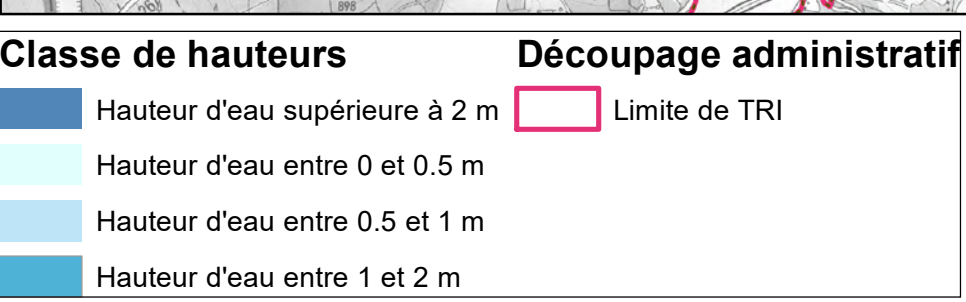 898
Classe de hauteurs
Hauteur d'eau supérieure à 2 m
Hauteur d'eau entre 0 et 0.5 m
Hauteur d'eau entre 0.5 et 1 m
Hauteur d'eau entre 1 et 2 m
Découpage administratif
Limite de TRI